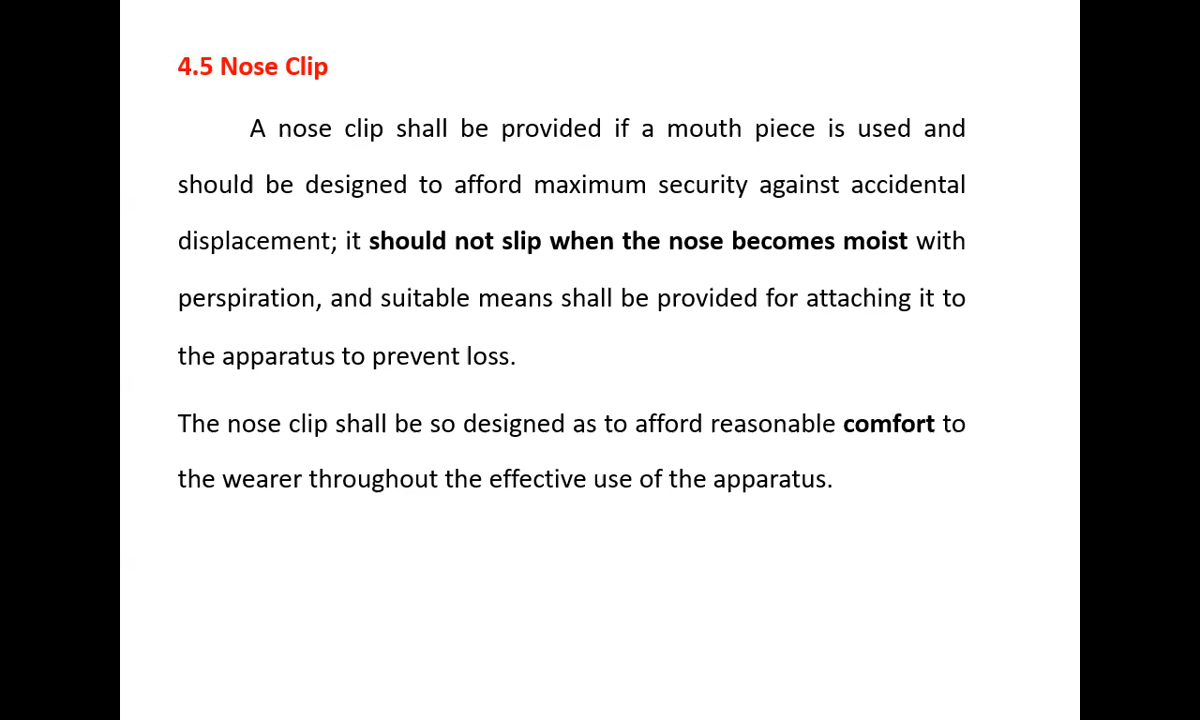 4.5 Nose Clip
A nose clip shall be provided if a mouth piece is used and
should be designed to afford maximum security against accidental
displacement; it should not slip when the nose becomes moist with
perspiration, and suitable means shall be provided for attaching it to
the apparatus to prevent loss.
The nose clip shall be so designed as to afford reasonable comfort to
the wearer throughout the effective use of the apparatus.